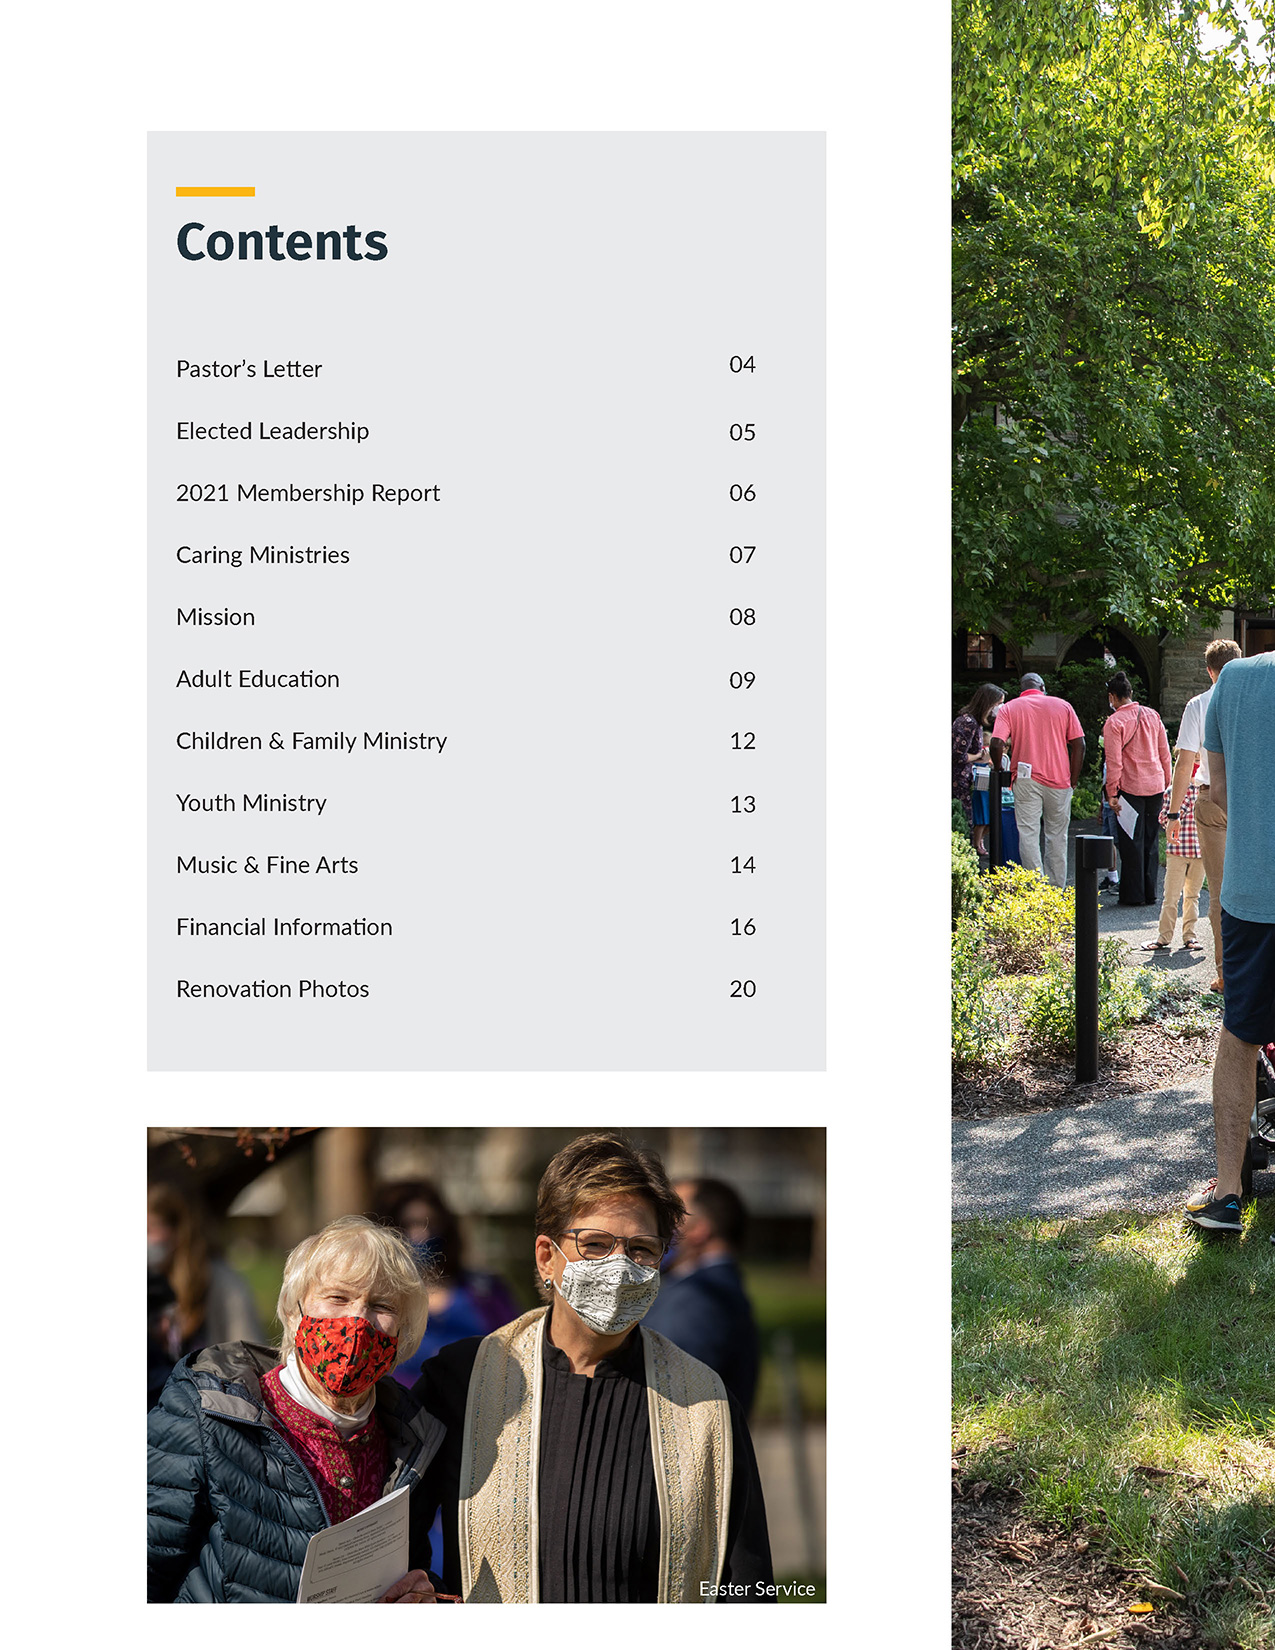 Contents
Pastor's Letter 04
Elected Leadership 05
2021 Membership Report 06
Caring Ministries 07
Mission 08
Adult Education 09
Children & Family Ministry 12
Youth Ministry 13
Music & Fine Arts 14
Financial Information 16
Renovation Photos 20
Easter Service